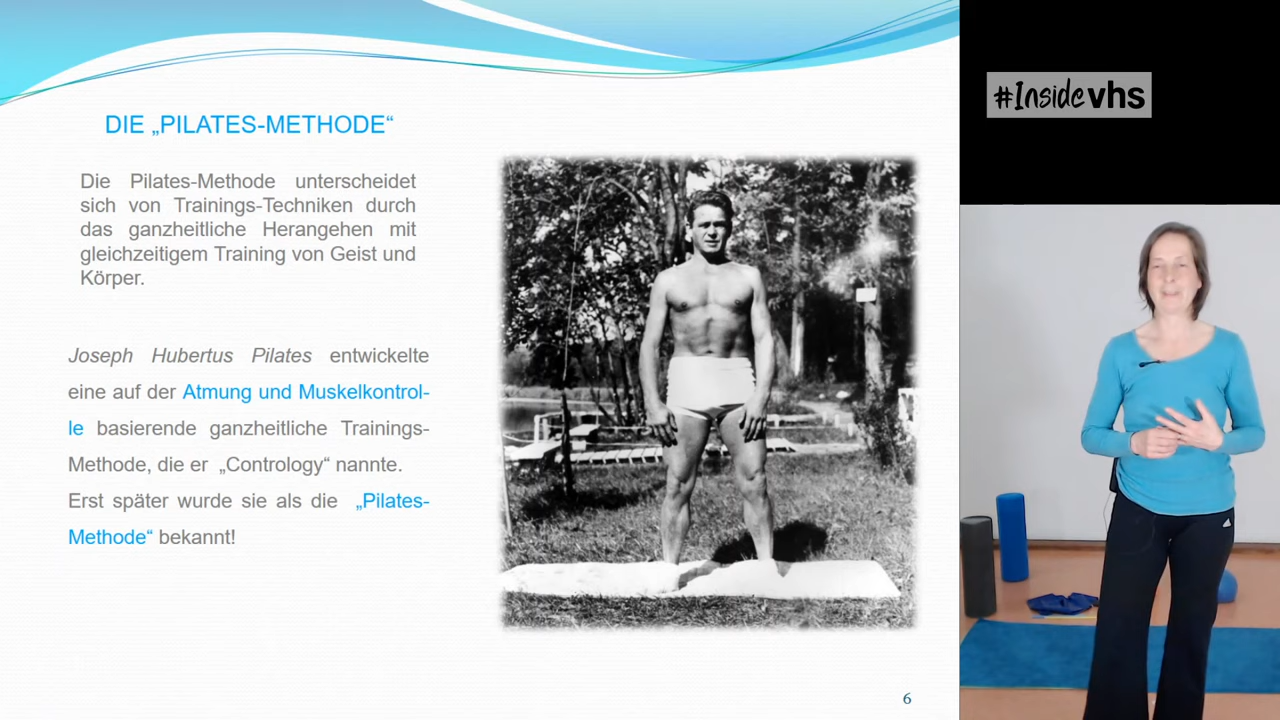 DIE „PILATES-METHODE“
Die Pilates-Methode unterscheidet
sich von Trainings-Techniken durch
das ganzheitliche Herangehen mit
gleichzeitigem Training von Geist und
Körper.
Joseph Hubertus Pilates entwickelte
eine auf der Atmung und Muskelkontrol-
le basierende ganzheitliche Trainings-
Methode, die er „Contrology“ nannte.
Erst später wurde sie als die „Pilates-
Methode“ bekannt!
6
#Insidevhs